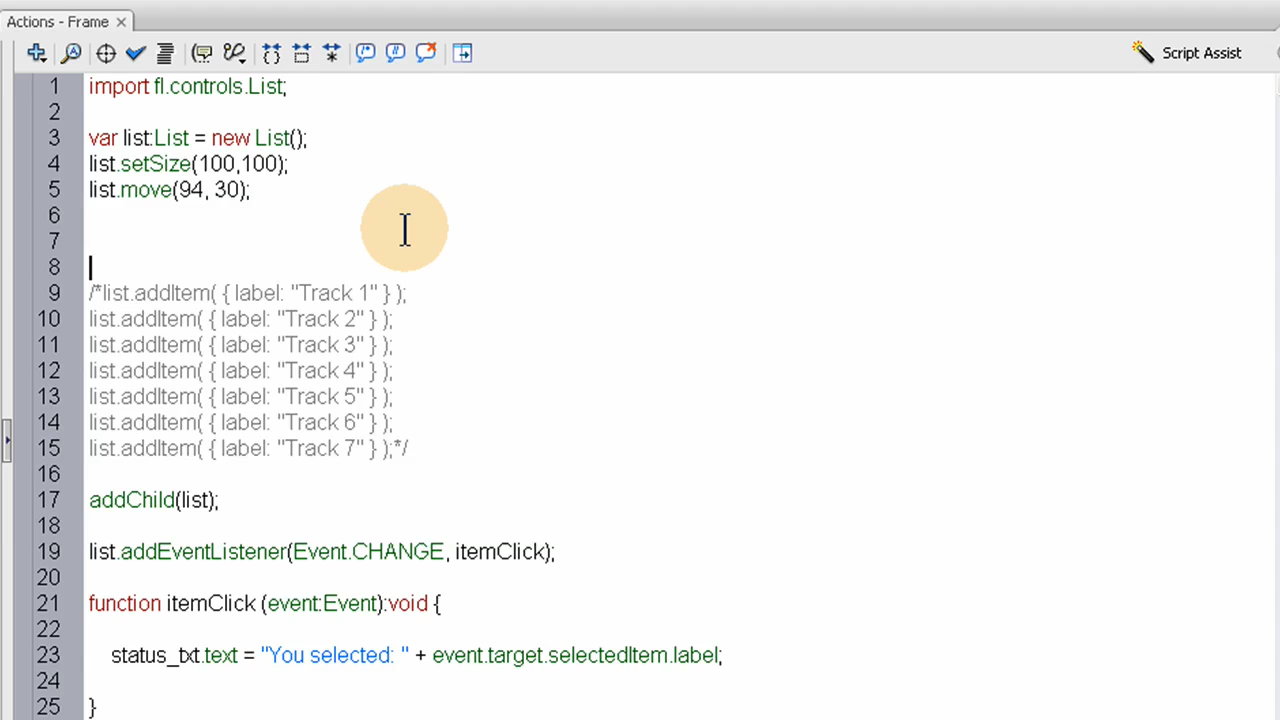 Actions - Frame
Script Assist
1 import fl.controls.List;
2
3 var list:List = new List();
4 list.setSize(100,100);
5 list.move(94, 30);
6
7
8
9 /*list.addItem( { label: "Track 1" } );
10 list.addItem( { label: "Track 2" } );
11 list.addItem( { label: "Track 3" } );
12 list.addItem( { label: "Track 4" } );
13 list.addItem( { label: "Track 5" } );
14 list.addItem( { label: "Track 6" } );
15 list.addItem( { label: "Track 7" } );*/
16
17 addChild(list);
18
19 list.addEventListener(Event.CHANGE, itemClick);
20
21 function itemClick (event:Event):void {
22
23 status_txt.text = "You selected: " + event.target.selectedItem.label;
24
25 }